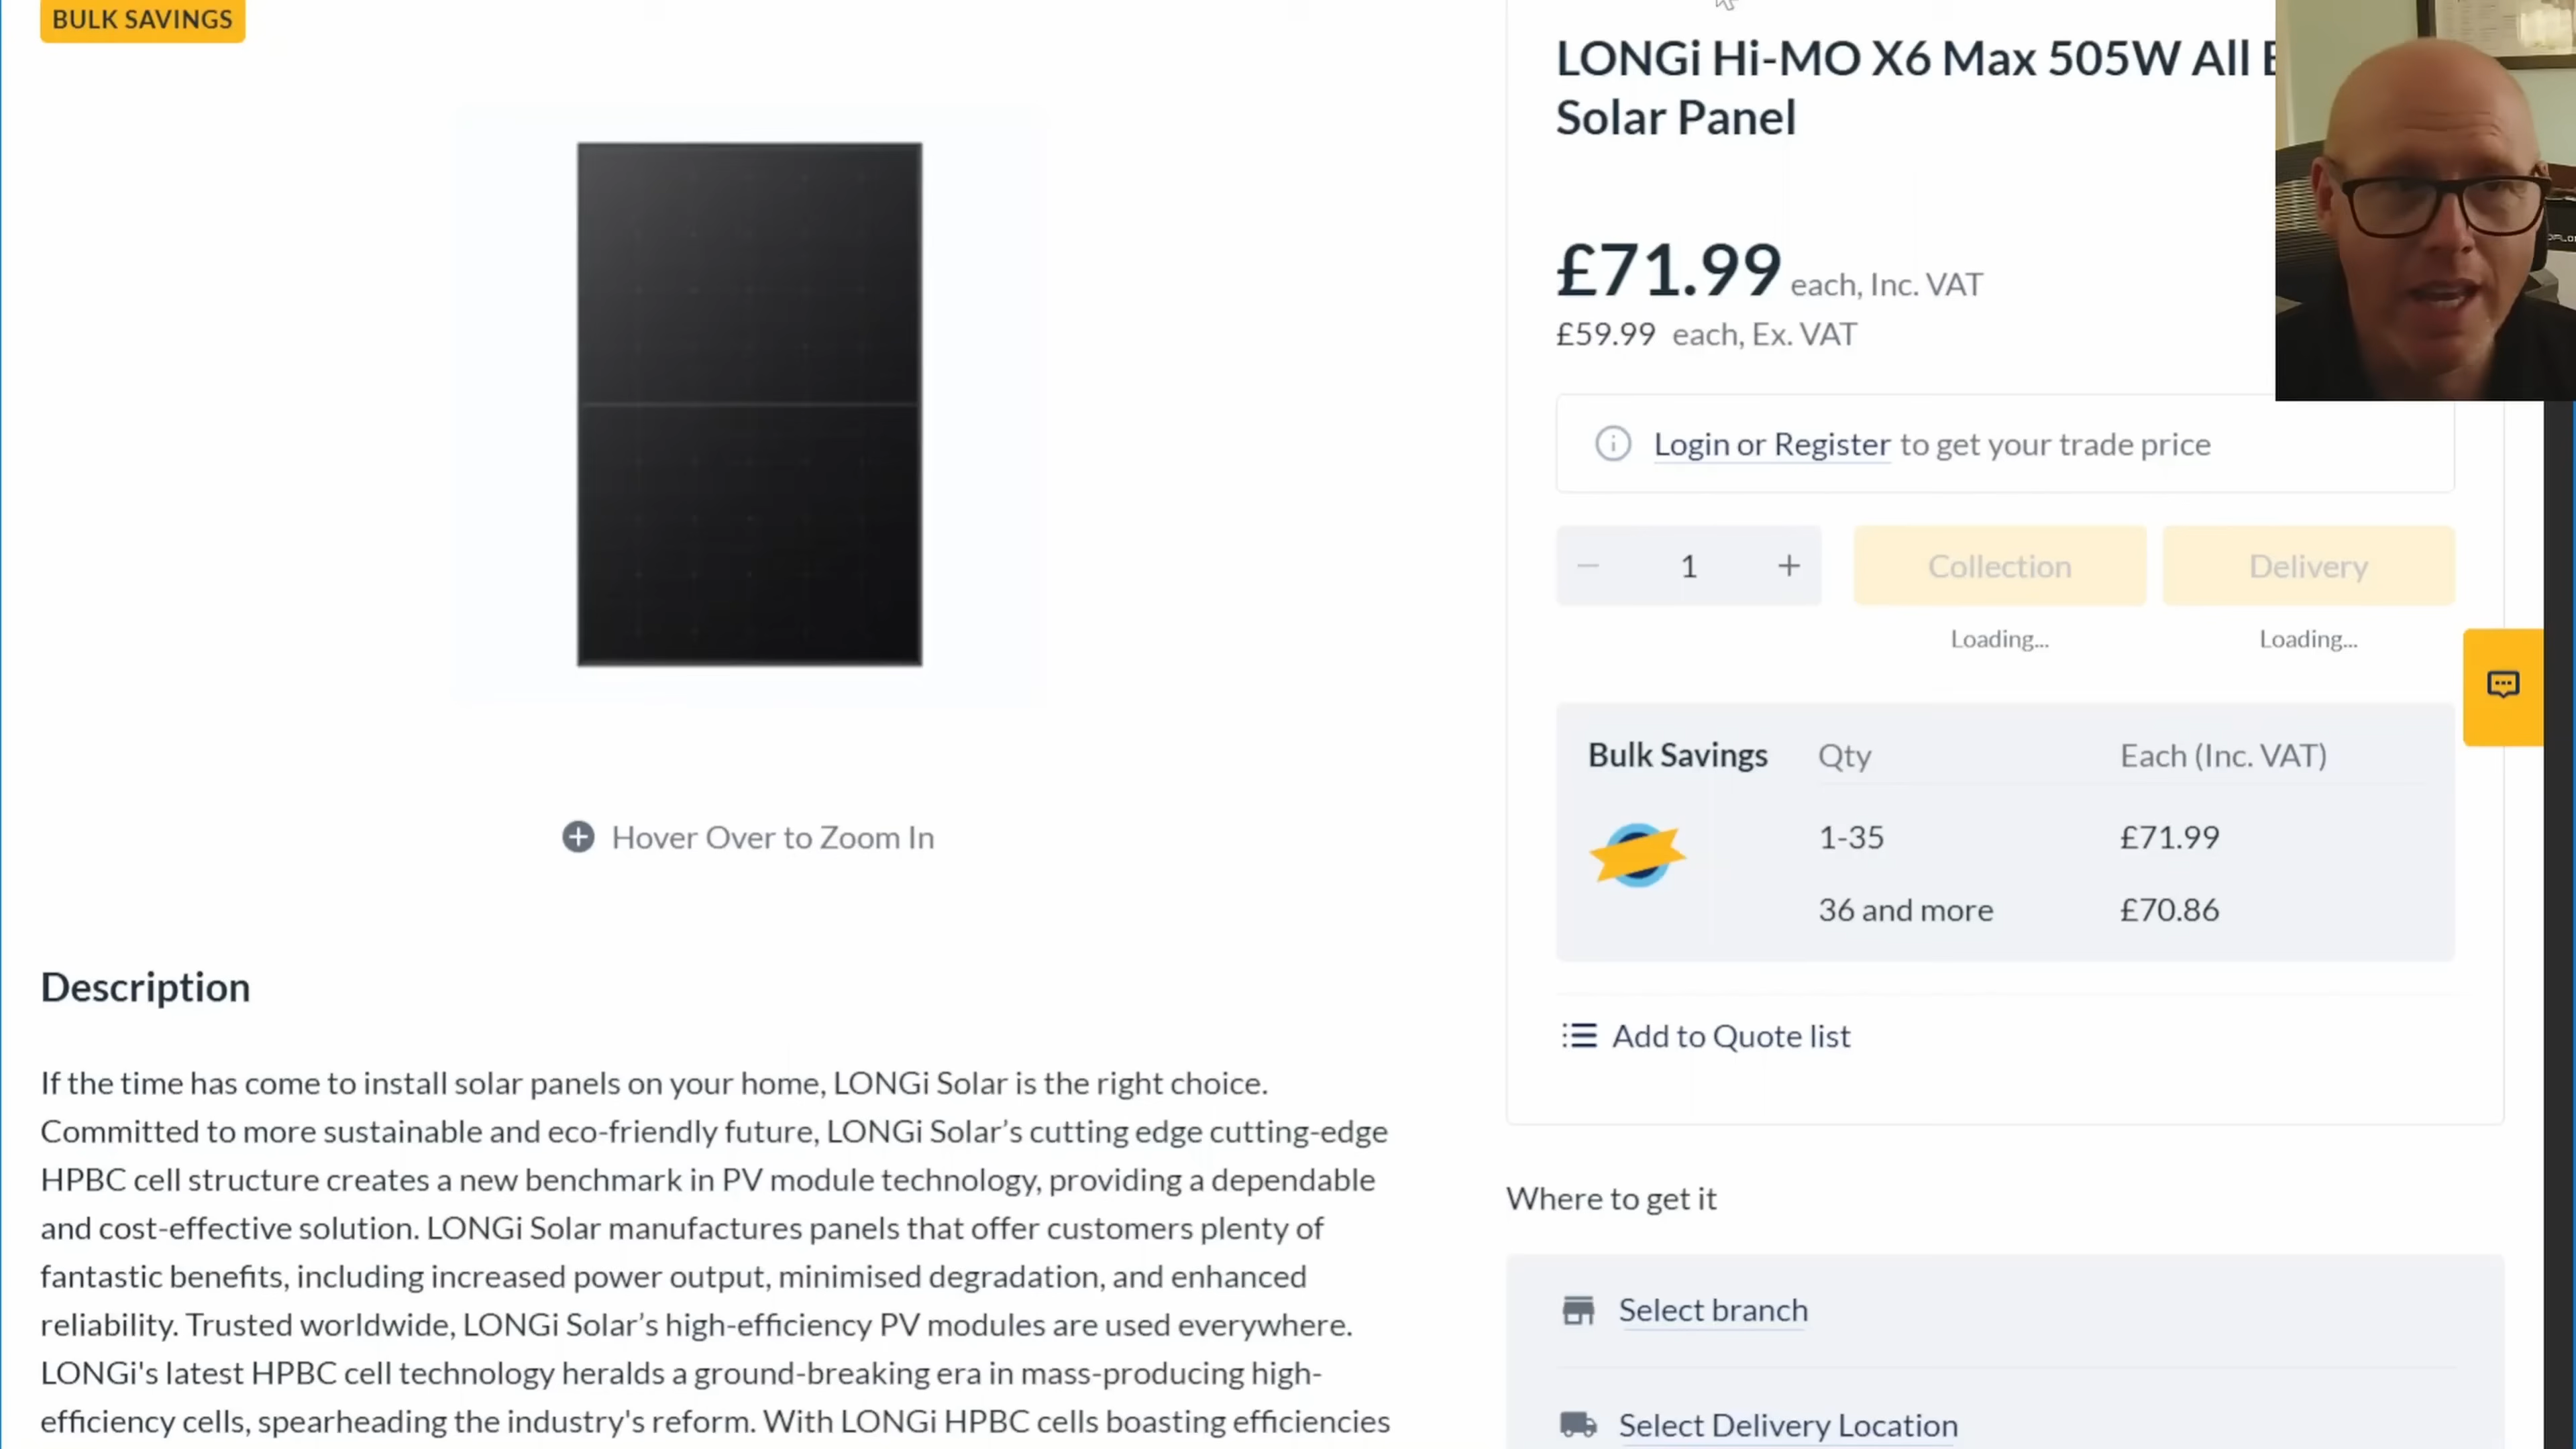 BULK SAVINGS
LONGi Hi-MO X6 Max 505W All
Solar Panel
£71.99 each, Inc. VAT
£59.99 each, Ex. VAT
Login or Register to get your trade price
1
Collection
Delivery
Loading...
Loading...
Bulk Savings Qty Each (Inc. VAT)
1-35 £71.99
36 and more £70.86
Add to Quote list
Hover Over to Zoom In
Description
If the time has come to install solar panels on your home, LONGi Solar is the right choice.
Committed to more sustainable and eco-friendly future, LONGi Solar’s cutting edge cutting-edge
HPBC cell structure creates a new benchmark in PV module technology, providing a dependable
and cost-effective solution. LONGi Solar manufactures panels that offer customers plenty of
fantastic benefits, including increased power output, minimised degradation, and enhanced
reliability. Trusted worldwide, LONGi Solar’s high-efficiency PV modules are used everywhere.
LONGi's latest HPBC cell technology heralds a ground-breaking era in mass-producing high-
efficiency cells, spearheading the industry's reform. With LONGi HPBC cells boasting efficiencies
Where to get it
Select branch
Select Delivery Location